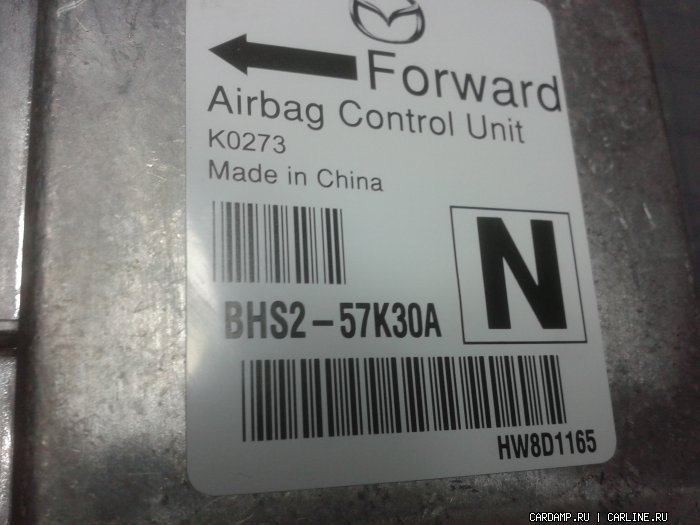 Forward
Airbag Control Unit
K0273
Made in China
N
BHS2-57K30A
HW8D1165
CARDAMP.RU | CARLINE.RU